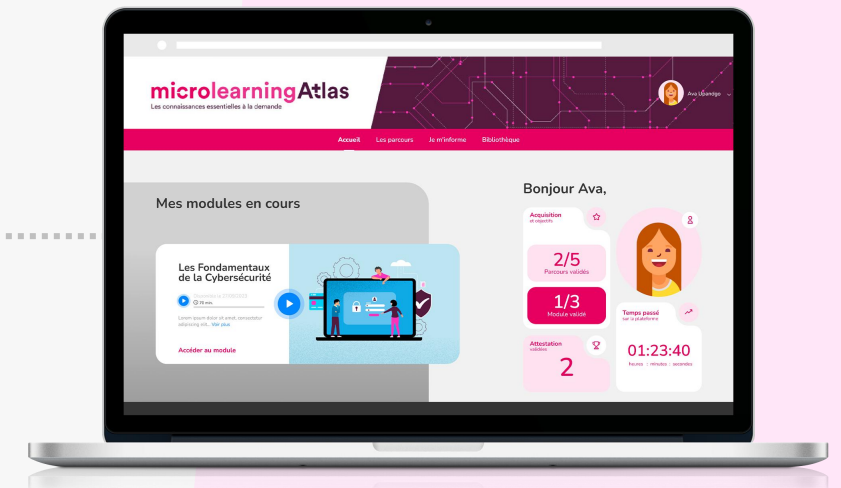 microlearningAtlas
Les connaissances essentielles à la demande
Ava Upandgo
Accueil Les parcours Je m'informe Bibliothèque
Mes modules en cours
Les Fondamentaux
de la Cybersécurité
15 min
Lorem ipsum dolor sit amet, consectetur
adipiscing elit... Voir plus
Accéder au module
Bonjour Ava,
Acquisition
et objectifs
2/5
Parcours validés
1/3
Module validé
Attestation
validées
2
Temps passé
sur la plateforme
01:23:40
heures : minutes : secondes